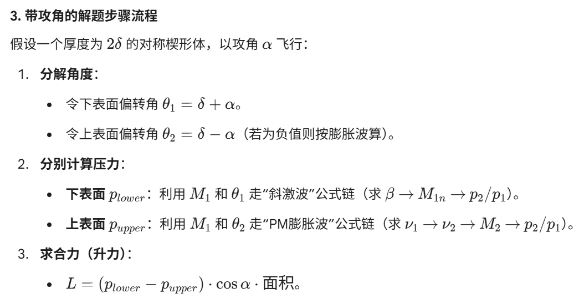 3. 带攻角的解题步骤流程
假设一个厚度为 2δ 的对称楔形体，以攻角 α 飞行：
1. 分解角度：
• 令下表面偏转角 θ₁ = δ + α。
• 令上表面偏转角 θ₂ = δ − α（若为负值则按膨胀波算）。
2. 分别计算压力：
• 下表面 p_lower：利用 M₁ 和 θ₁ 走“斜激波”公式链（求 β → M₁ₙ → p₂/p₁）。
• 上表面 p_upper：利用 M₁ 和 θ₂ 走“PM膨胀波”公式链（求 ν₁ → ν₂ → M₂ → p₂/p₁）。
3. 求合力（升力）：
• L = (p_lower − p_upper) · cos α · 面积。